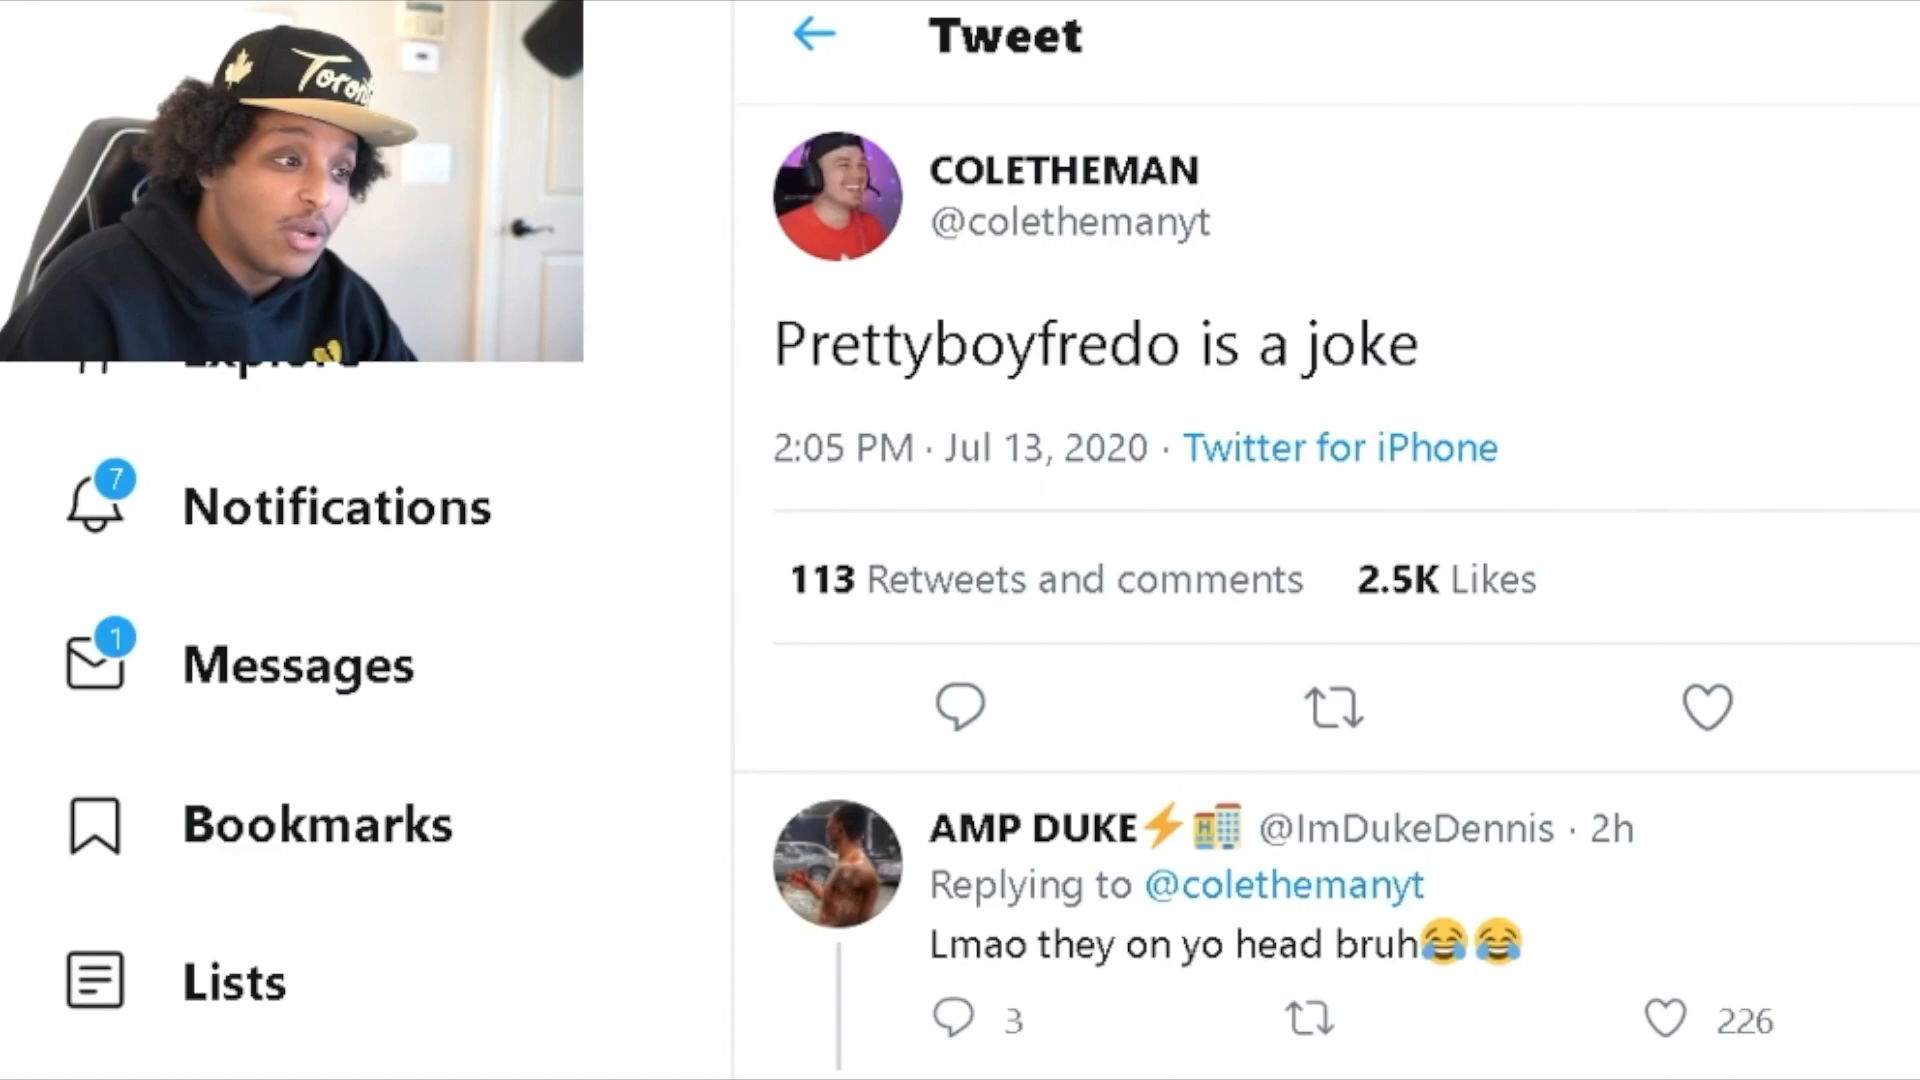 Toront
Tweet
COLETHEMAN
@colethemanyt
Prettyboyfredo is a joke
2:05 PM · Jul 13, 2020 · Twitter for iPhone
113 Retweets and comments 2.5K Likes
AMP DUKE⚡🏨 @ImDukeDennis · 2h
Replying to @colethemanyt
Lmao they on yo head bruh😂😂
3 226
Explore
7
Notifications
1
Messages
Bookmarks
Lists